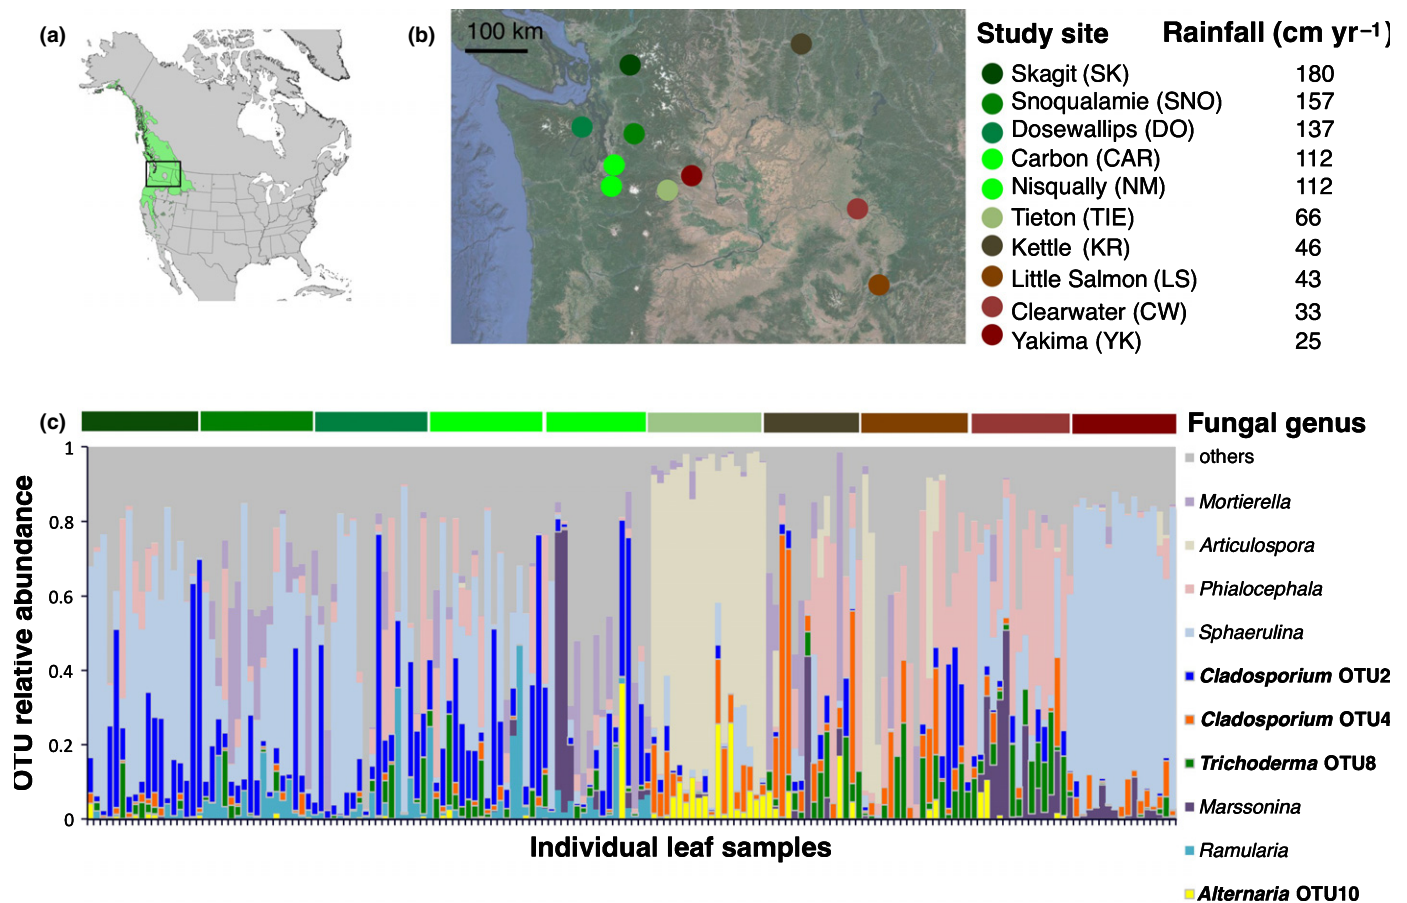 (a)
(b)
100 km
Study site Rainfall (cm yr−1)
Skagit (SK) 180
Snoqualamie (SNO) 157
Dosewallips (DO) 137
Carbon (CAR) 112
Nisqually (NM) 112
Tieton (TIE) 66
Kettle (KR) 46
Little Salmon (LS) 43
Clearwater (CW) 33
Yakima (YK) 25
(c)
OTU relative abundance
1
0.8
0.6
0.4
0.2
0
Individual leaf samples
Fungal genus
others
Mortierella
Articulospora
Phialocephala
Sphaerulina
Cladosporium OTU2
Cladosporium OTU4
Trichoderma OTU8
Marssonina
Ramularia
Alternaria OTU10